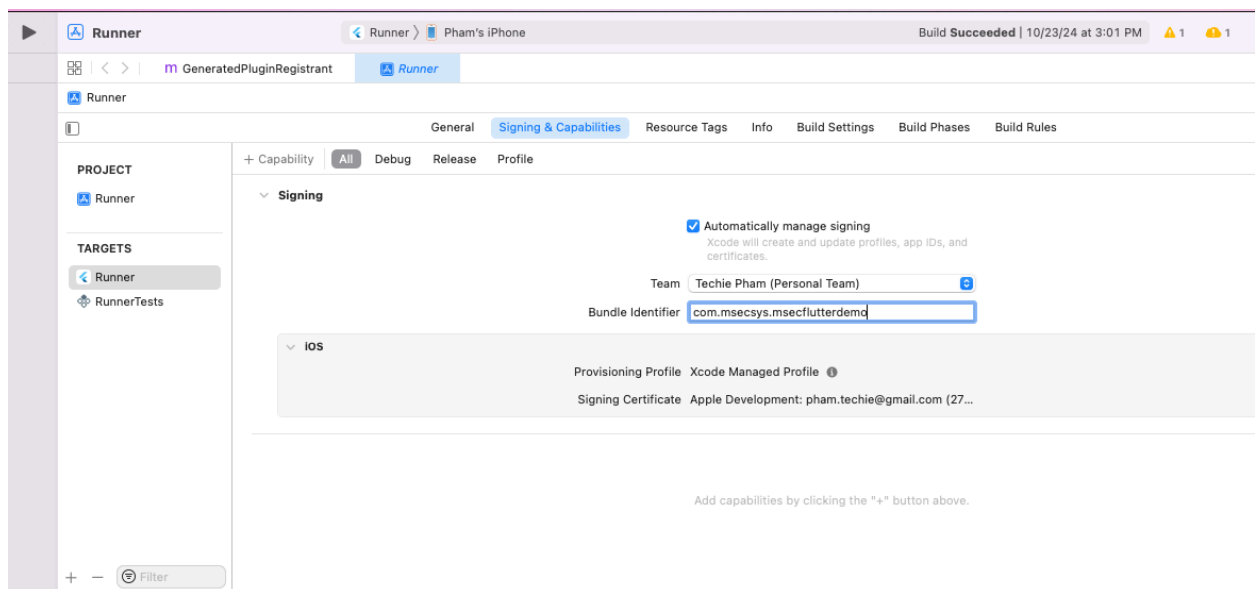 Runner
Runner 〉 Pham's iPhone
Build Succeeded | 10/23/24 at 3:01 PM
1
1
GeneratedPluginRegistrant
Runner
Runner
General Signing & Capabilities Resource Tags Info Build Settings Build Phases Build Rules
PROJECT
Runner
TARGETS
Runner
RunnerTests
Filter
+ Capability All Debug Release Profile
Signing
Automatically manage signing
Xcode will create and update profiles, app IDs, and
certificates.
Team Techie Pham (Personal Team)
Bundle Identifier com.msecsys.msecflutterdemo
iOS
Provisioning Profile Xcode Managed Profile
Signing Certificate Apple Development: pham.techie@gmail.com (27...
Add capabilities by clicking the "+" button above.